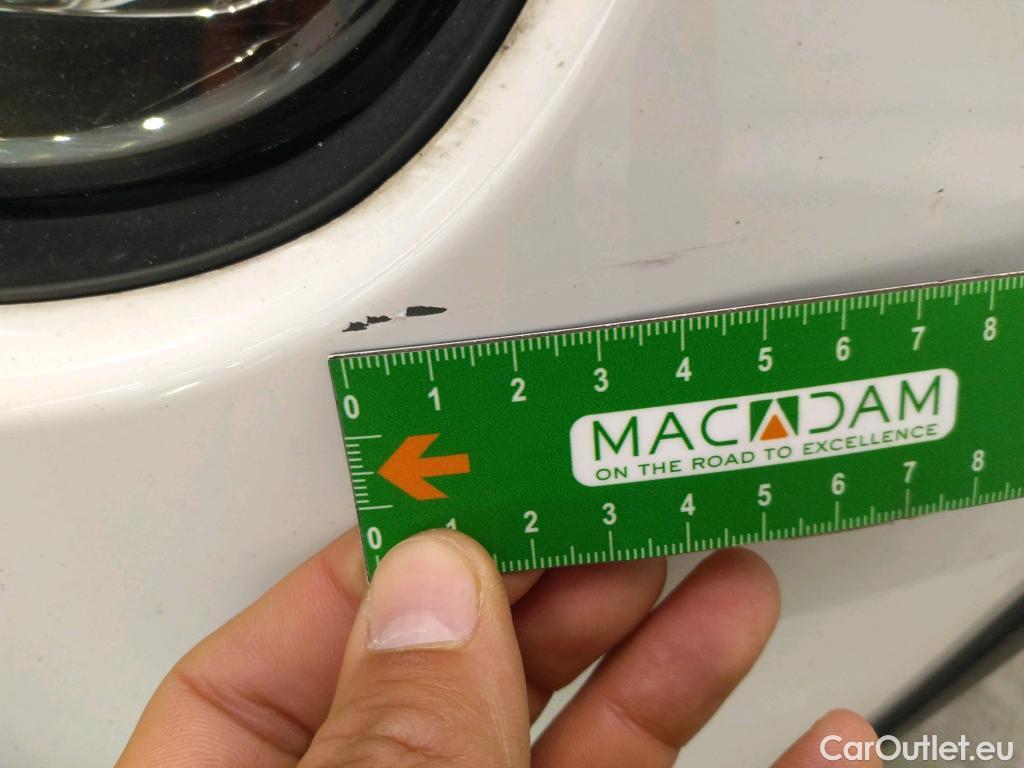 0 1 2 3 4 5 6 7 8
MACADAM
ON THE ROAD TO EXCELLENCE
0 1 2 3 4 5 6 7 8
CarOutlet.eu